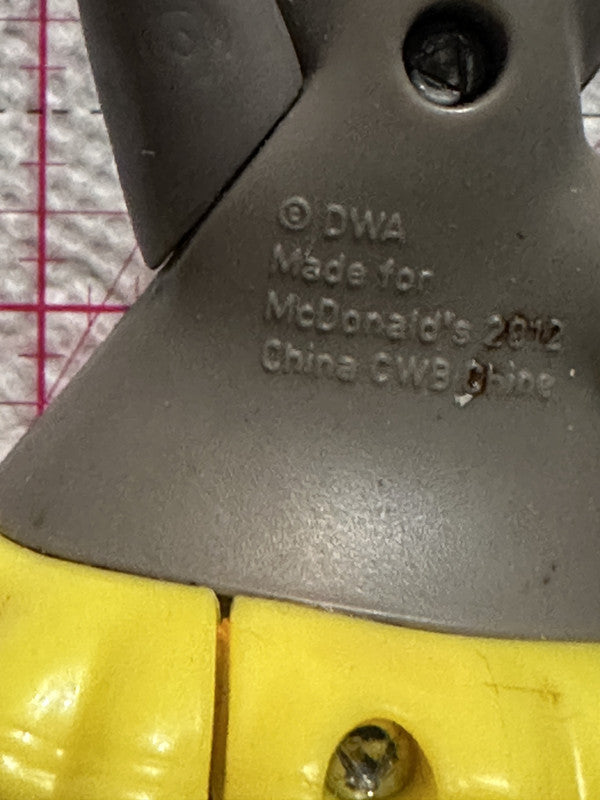 © DWA
Made for
McDonald's 2012
China CWB Chine